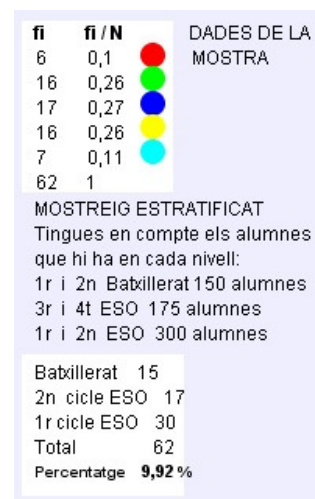 fi fi / N DADES DE LA
6 0,1 MOSTRA
16 0,26
17 0,27
16 0,26
7 0,11
62 1
MOSTREIG ESTRATIFICAT
Tingues en compte els alumnes
que hi ha en cada nivell:
1r i 2n Batxillerat 150 alumnes
3r i 4t ESO 175 alumnes
1r i 2n ESO 300 alumnes
Batxillerat 15
2n cicle ESO 17
1r cicle ESO 30
Total 62
Percentatge 9,92 %